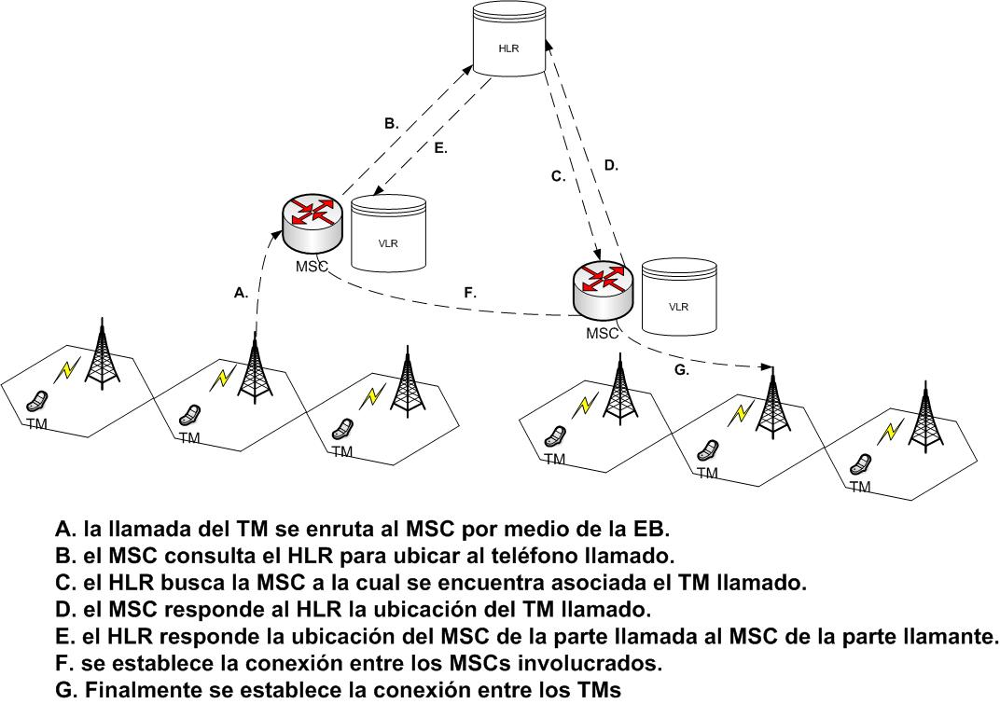 HLR
B.
E.
C.
D.
MSC
VLR
A.
F.
MSC
VLR
G.
TM
TM
TM
TM
TM
TM
A. la llamada del TM se enruta al MSC por medio de la EB.
B. el MSC consulta el HLR para ubicar al teléfono llamado.
C. el HLR busca la MSC a la cual se encuentra asociada el TM llamado.
D. el MSC responde al HLR la ubicación del TM llamado.
E. el HLR responde la ubicación del MSC de la parte llamada al MSC de la parte llamante.
F. se establece la conexión entre los MSCs involucrados.
G. Finalmente se establece la conexión entre los TMs